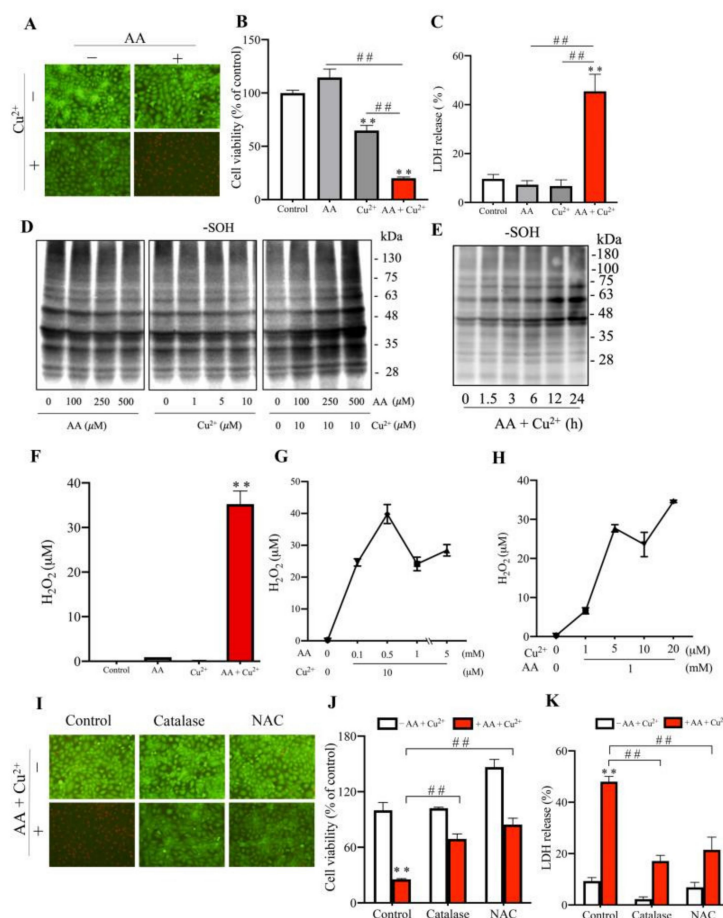 A
AA
− +
Cu²⁺
−
+
B
Cell viability (% of control)
150
100
50
0
* *
* *
# #
# #
Control AA Cu²⁺ AA + Cu²⁺
C
LDH release ( % )
60
40
20
0
# #
# #
* *
Control AA Cu²⁺ AA + Cu²⁺
D
-SOH
kDa
- 130
- 75
- 63
- 48
- 35
- 28
0 100 250 500
AA (µM)
0 1 5 10
Cu²⁺ (µM)
0 100 250 500 AA (µM)
0 10 10 10 Cu²⁺ (µM)
E
-SOH
kDa
- 180
- 100
- 75
- 63
- 48
- 35
- 28
0 1.5 3 6 12 24
AA + Cu²⁺ (h)
F
H₂O₂ (µM)
40
30
20
10
0
* *
Control AA Cu²⁺ AA + Cu²⁺
G
H₂O₂ (µM)
50
40
30
20
10
0
AA 0 0.1 0.5 1 5 (mM)
Cu²⁺ 0 10 (µM)
H
H₂O₂ (µM)
40
30
20
10
0
Cu²⁺ 0 1 5 10 20 (µM)
AA 0 1 (mM)
I
Control Catalase NAC
AA + Cu²⁺
−
+
J
− AA + Cu²⁺ + AA + Cu²⁺
Cell viability (% of control)
180
120
60
0
# #
# #
* *
Control Catalase NAC
K
− AA + Cu²⁺ + AA + Cu
LDH release (%)
80
60
40
20
0
# #
# #
* *
Control Catalase NAC